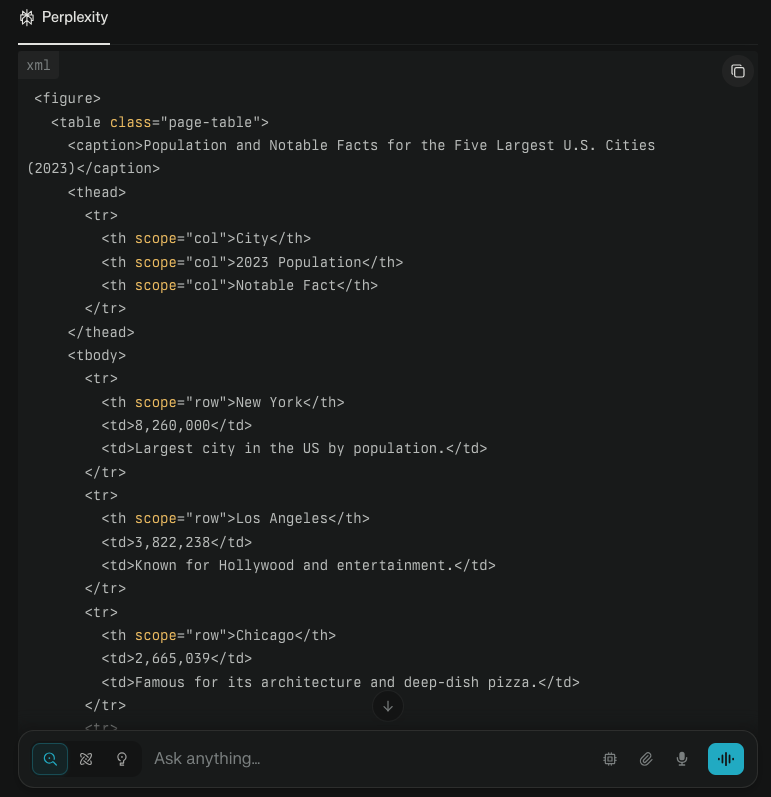 Perplexity
xml
<figure>
<table class="page-table">
<caption>Population and Notable Facts for the Five Largest U.S. Cities
(2023)</caption>
<thead>
<tr>
<th scope="col">City</th>
<th scope="col">2023 Population</th>
<th scope="col">Notable Fact</th>
</tr>
</thead>
<tbody>
<tr>
<th scope="row">New York</th>
<td>8,260,000</td>
<td>Largest city in the US by population.</td>
</tr>
<tr>
<th scope="row">Los Angeles</th>
<td>3,822,238</td>
<td>Known for Hollywood and entertainment.</td>
</tr>
<tr>
<th scope="row">Chicago</th>
<td>2,665,039</td>
<td>Famous for its architecture and deep-dish pizza.</td>
</tr>
<tr>
Ask anything...